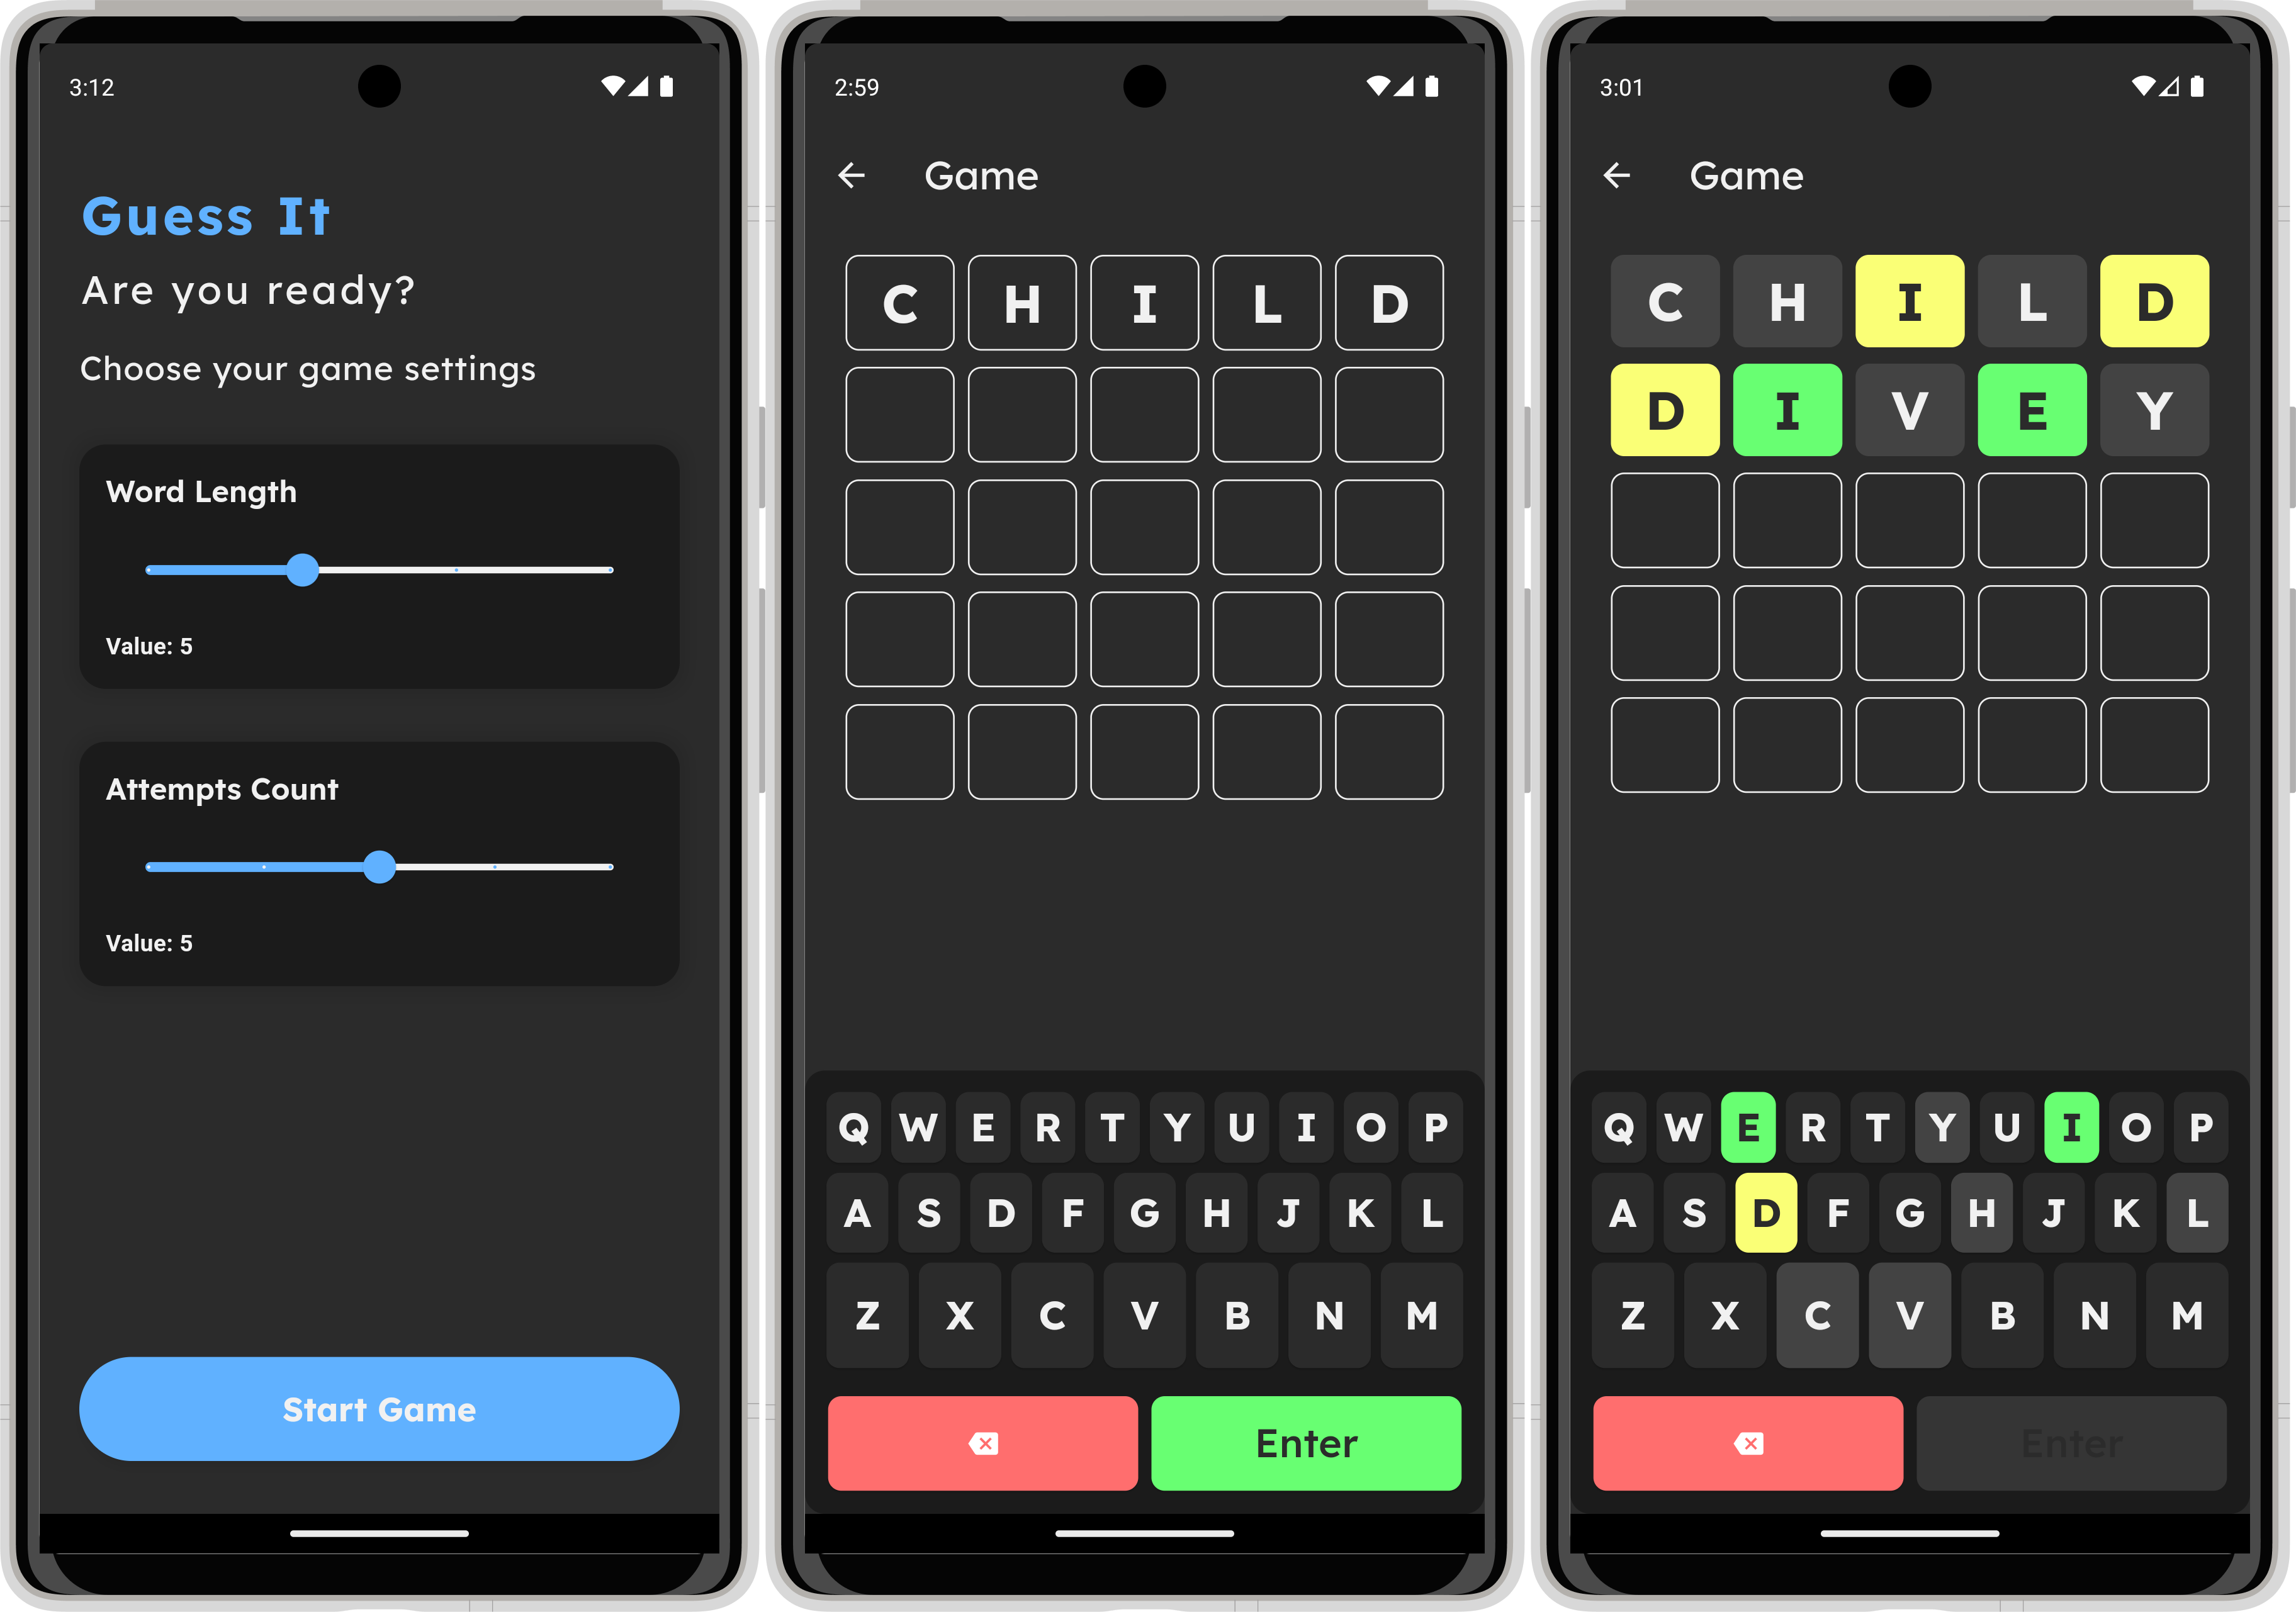 3:12
Guess It
Are you ready?
Choose your game settings
Word Length
Value: 5
Attempts Count
Value: 5
Start Game
2:59
Game
C H I L D
Q W E R T Y U I O P
A S D F G H J K L
Z X C V B N M
Enter
3:01
Game
C H I L D
D I V E Y
Q W E R T Y U I O P
A S D F G H J K L
Z X C V B N M
Enter